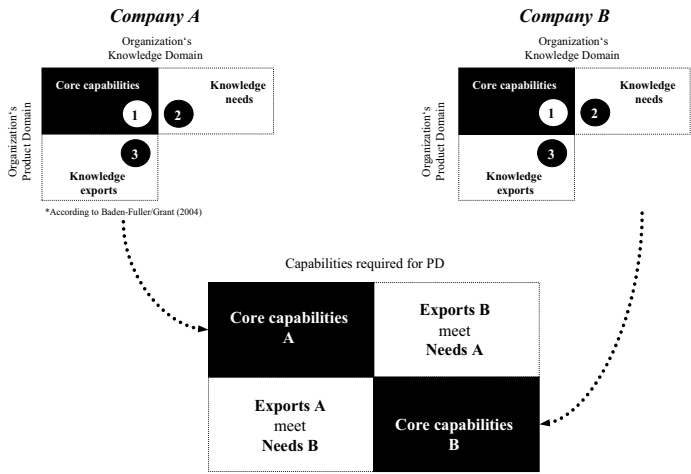 Company A
Organization‘s
Knowledge Domain
Organization‘s
Product Domain
Core capabilities
Knowledge
needs
1
2
3
Knowledge
exports
*According to Baden-Fuller/Grant (2004)
Company B
Organization‘s
Knowledge Domain
Organization‘s
Product Domain
Core capabilities
Knowledge
needs
1
2
3
Knowledge
exports
Capabilities required for PD
Core capabilities
A
Exports B
meet
Needs A
Exports A
meet
Needs B
Core capabilities
B